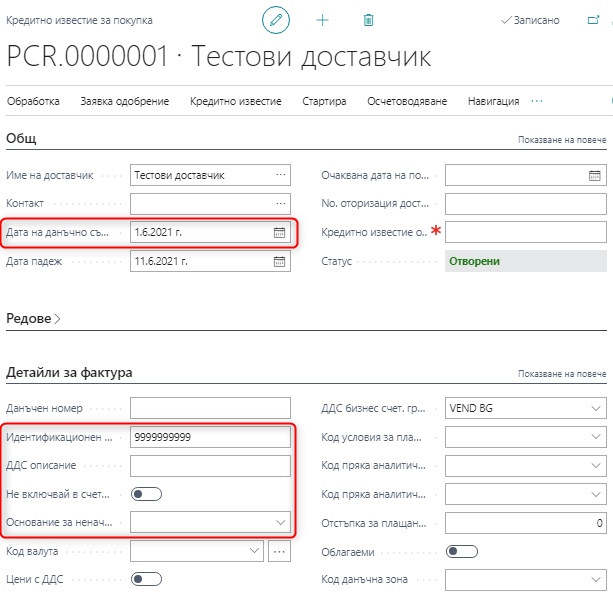 Кредитно известие за покупка
Записано
PCR.0000001 · Тестови доставчик
Обработка Заявка одобрение Кредитно известие Стартира Осчетоводяване Навигация ...
Общ Показване на повече
Име на доставчик Тестови доставчик ... Очаквана дата на по...
Контакт ... No. оторизация дост...
Дата на данъчно съ... 1.6.2021 г. Кредитно известие о.. *
Дата падеж 11.6.2021 г. Статус Отворени
Редове >
Детайли за фактура Показване на повече
Данъчен номер ДДС бизнес счет. гр... VEND BG
Идентификационен ... 9999999999 Код условия за пла...
ДДС описание Код пряка аналитич...
Не включвай в счет... Код пряка аналитич...
Основание за ненач... Отстъпка за плащан... 0
Код валута ... Облагаеми
Цени с ДДС Код данъчна зона